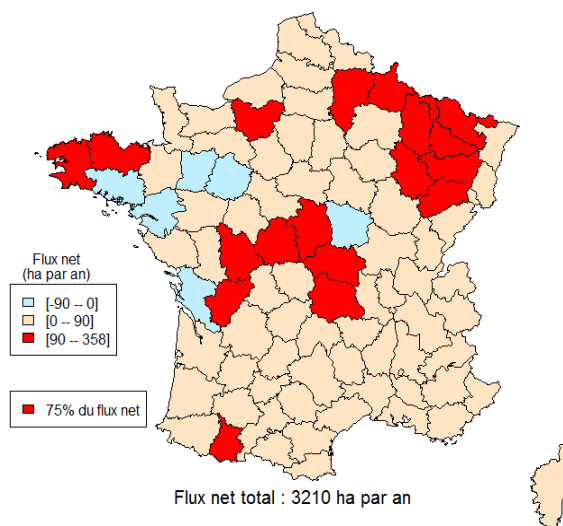 Flux net
(ha par an)
[-90 -- 0]
[0 -- 90]
[90 -- 358]
75% du flux net
Flux net total : 3210 ha par an